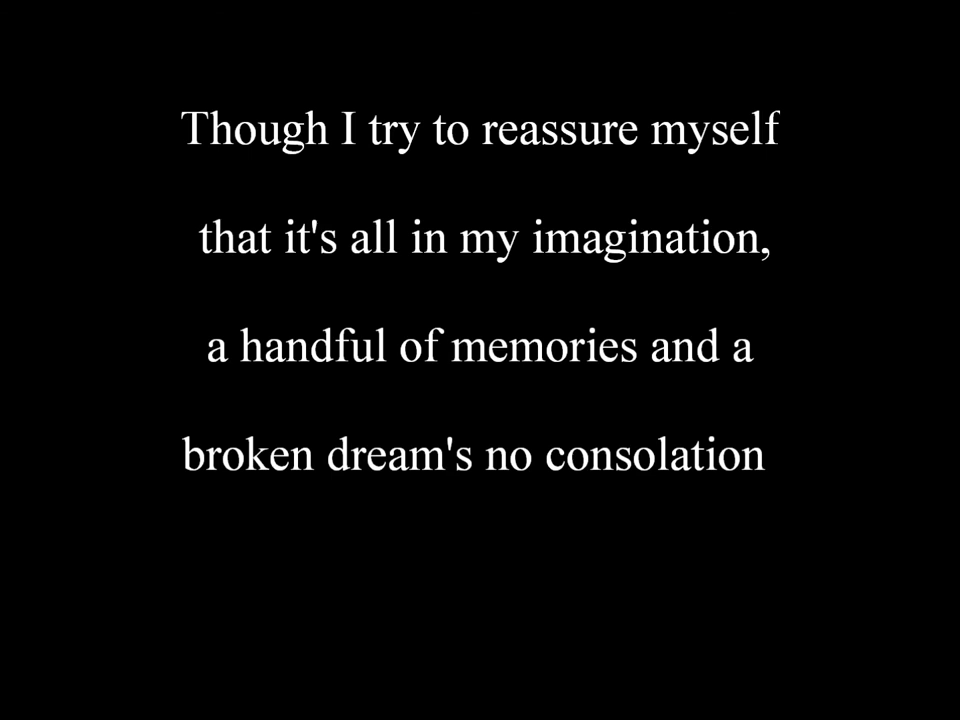 Though I try to reassure myself
that it's all in my imagination,
a handful of memories and a
broken dream's no consolation